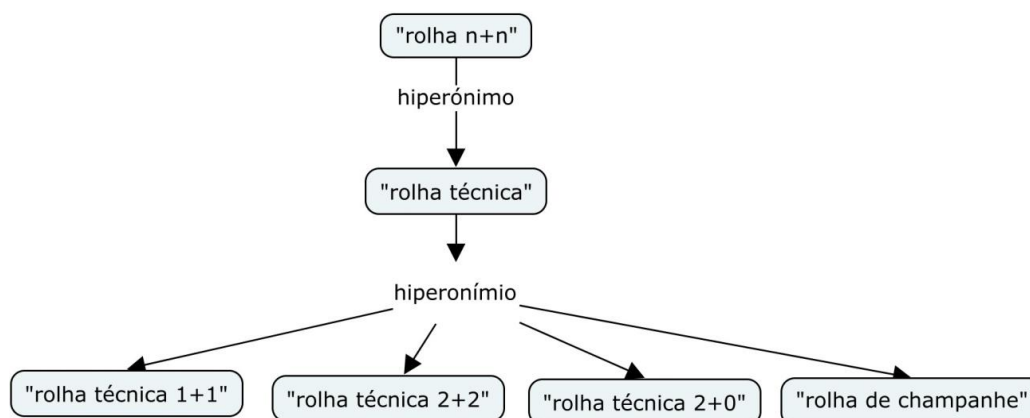 "rolha n+n"
hiperónimo
"rolha técnica"
hiperonímio
"rolha técnica 1+1"
"rolha técnica 2+2"
"rolha técnica 2+0"
"rolha de champanhe"